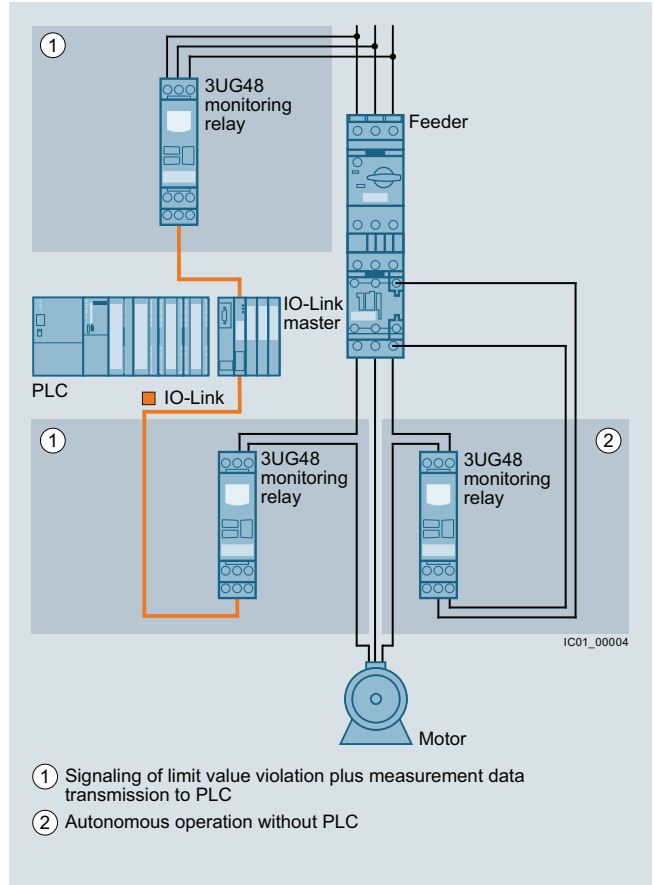 1
3UG48
monitoring
relay
Feeder
IO-Link
master
PLC
IO-Link
1
3UG48
monitoring
relay
2
3UG48
monitoring
relay
IC01_00004
Motor
1 Signaling of limit value violation plus measurement data
transmission to PLC
2 Autonomous operation without PLC